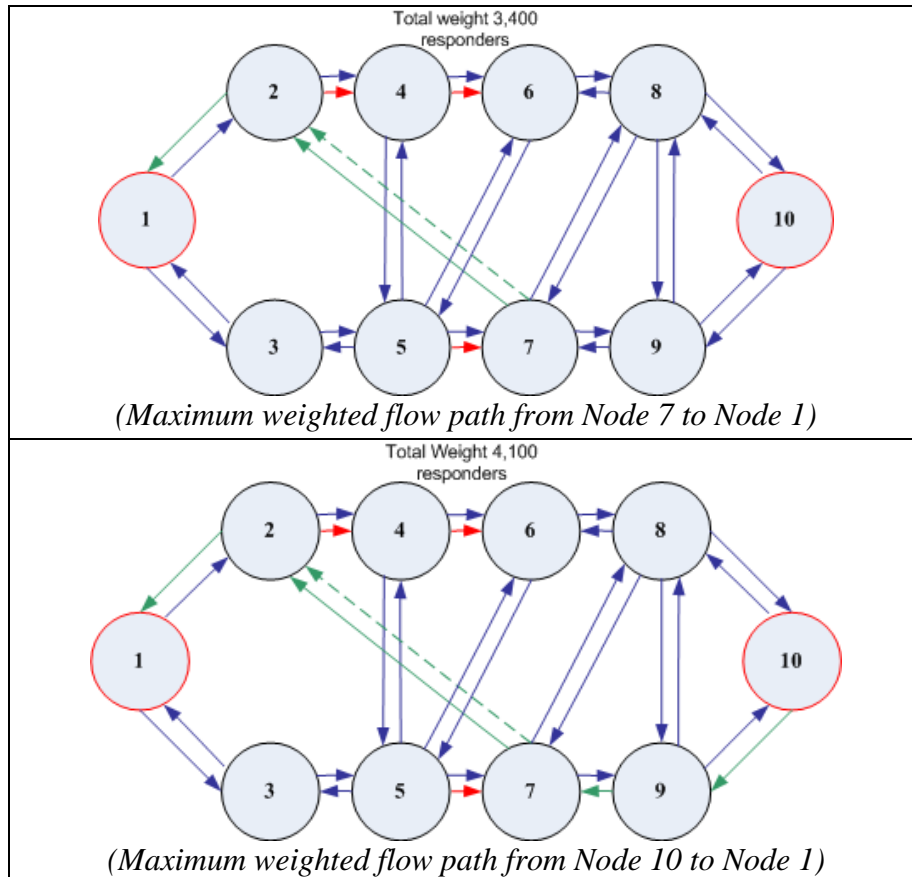 Total weight 3,400
responders
2 4 6 8
1 10
3 5 7 9
(Maximum weighted flow path from Node 7 to Node 1)
Total Weight 4,100
responders
2 4 6 8
1 10
3 5 7 9
(Maximum weighted flow path from Node 10 to Node 1)